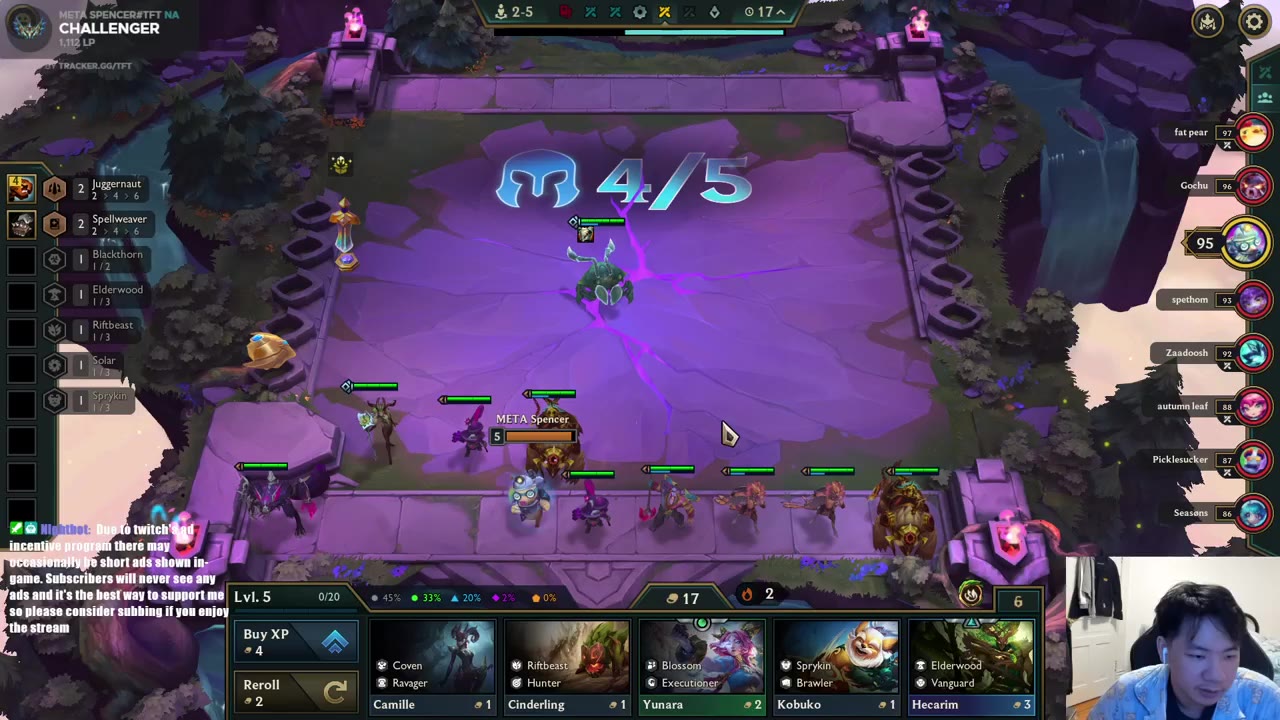 META SPENCER#TFT NA
CHALLENGER
1,112 LP
BY TRACKER.GG/TFT
2-5
17
4/5
2 Juggernaut
2 > 4 > 6
2 Spellweaver
2 > 4 > 6
1 Blackthorn
1 / 2
1 Elderwood
1 / 3
1 Riftbeast
1 / 3
1 Solar
1 / 3
1 Sprykin
1 / 3
4
fat pear 97
Gochu 96
95
spethom 93
Zaadoosh 92
autumn leaf 88
Picklesucker 87
Seasøns 86
META Spencer
5
Nightbot: Due to twitch's ad
incentive program there may
occasionally be short ads shown in-
game. Subscribers will never see any
ads and it's the best way to support me
so please consider subbing if you enjoy
the stream
Lvl. 5 0/20
45% 33% 20% 2% 0%
17
2
6
Buy XP
4
Reroll
2
Coven
Ravager
Camille 1
Riftbeast
Hunter
Cinderling 1
Blossom
Executioner
Yunara 2
Sprykin
Brawler
Kobuko 1
Elderwood
Vanguard
Hecarim 3